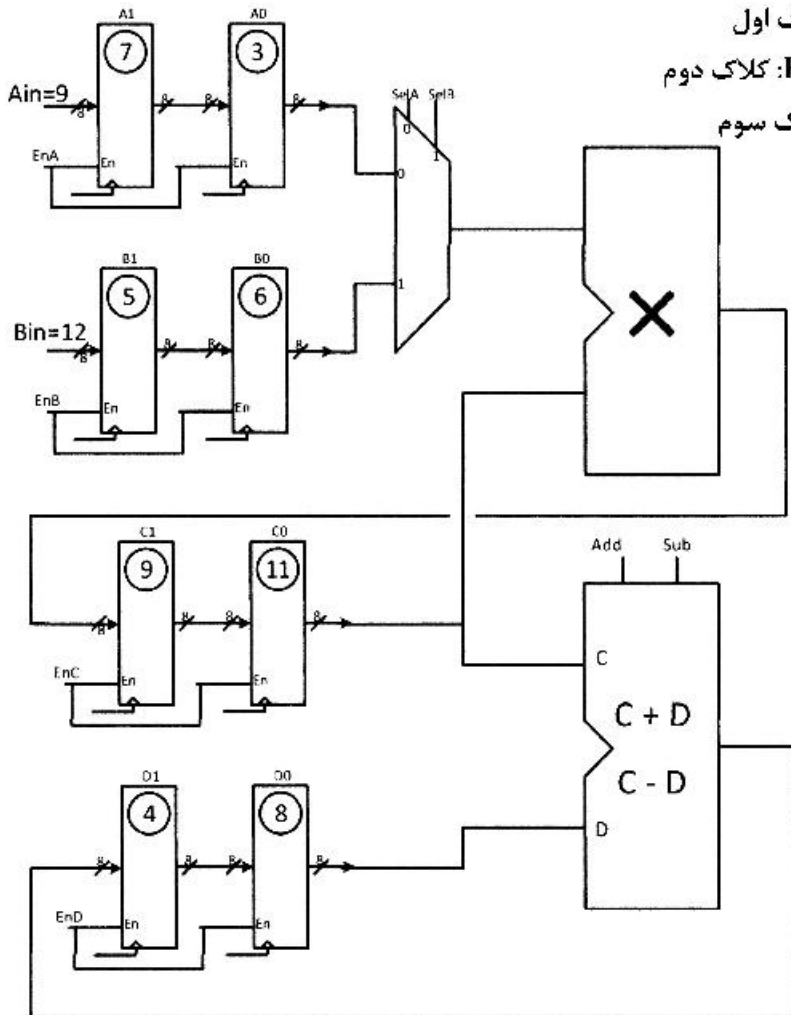 اول
: کلاک دوم
سوم
A1 A0
7 3
Ain=9
8 8 8 8
EnA En En
SelA SelB
0 1
0
1
B1 B0
5 6
Bin=12
8 8 8 8
EnB En En
×
C1 C0
9 11
8 8 8 8
EnC En En
Add Sub
C
C + D
C - D
D
D1 D0
4 8
8 8 8 8
EnD En En